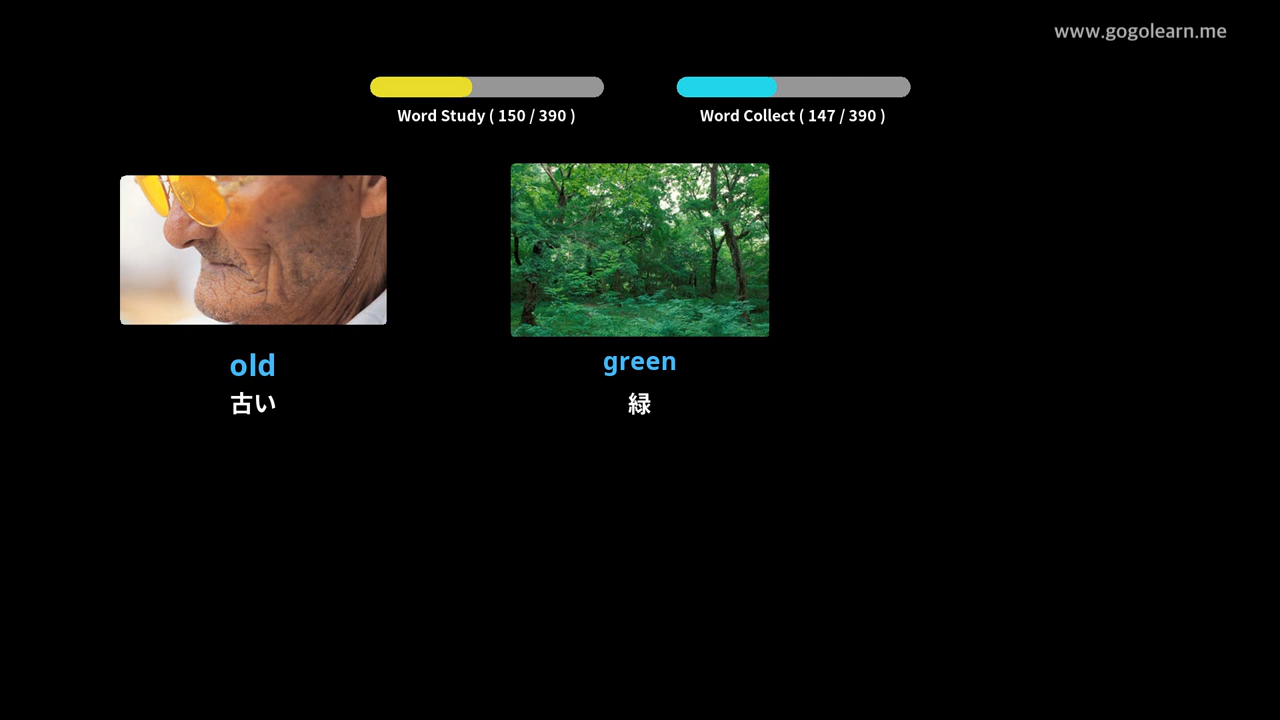 www.gogolearn.me
Word Study ( 150 / 390 )
Word Collect ( 147 / 390 )
old
古い
green
緑